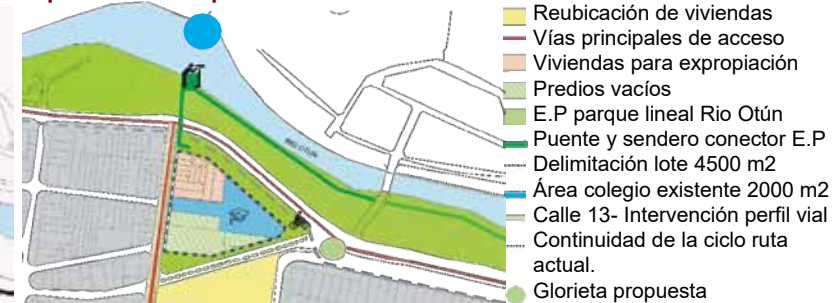 Reubicación de viviendas
Vías principales de acceso
Viviendas para expropiación
Predios vacíos
E.P parque lineal Rio Otún
Puente y sendero conector E.P
Delimitación lote 4500 m2
Área colegio existente 2000 m2
Calle 13- Intervención perfil vial
Continuidad de la ciclo ruta
actual.
Glorieta propuesta
RIO OTUN